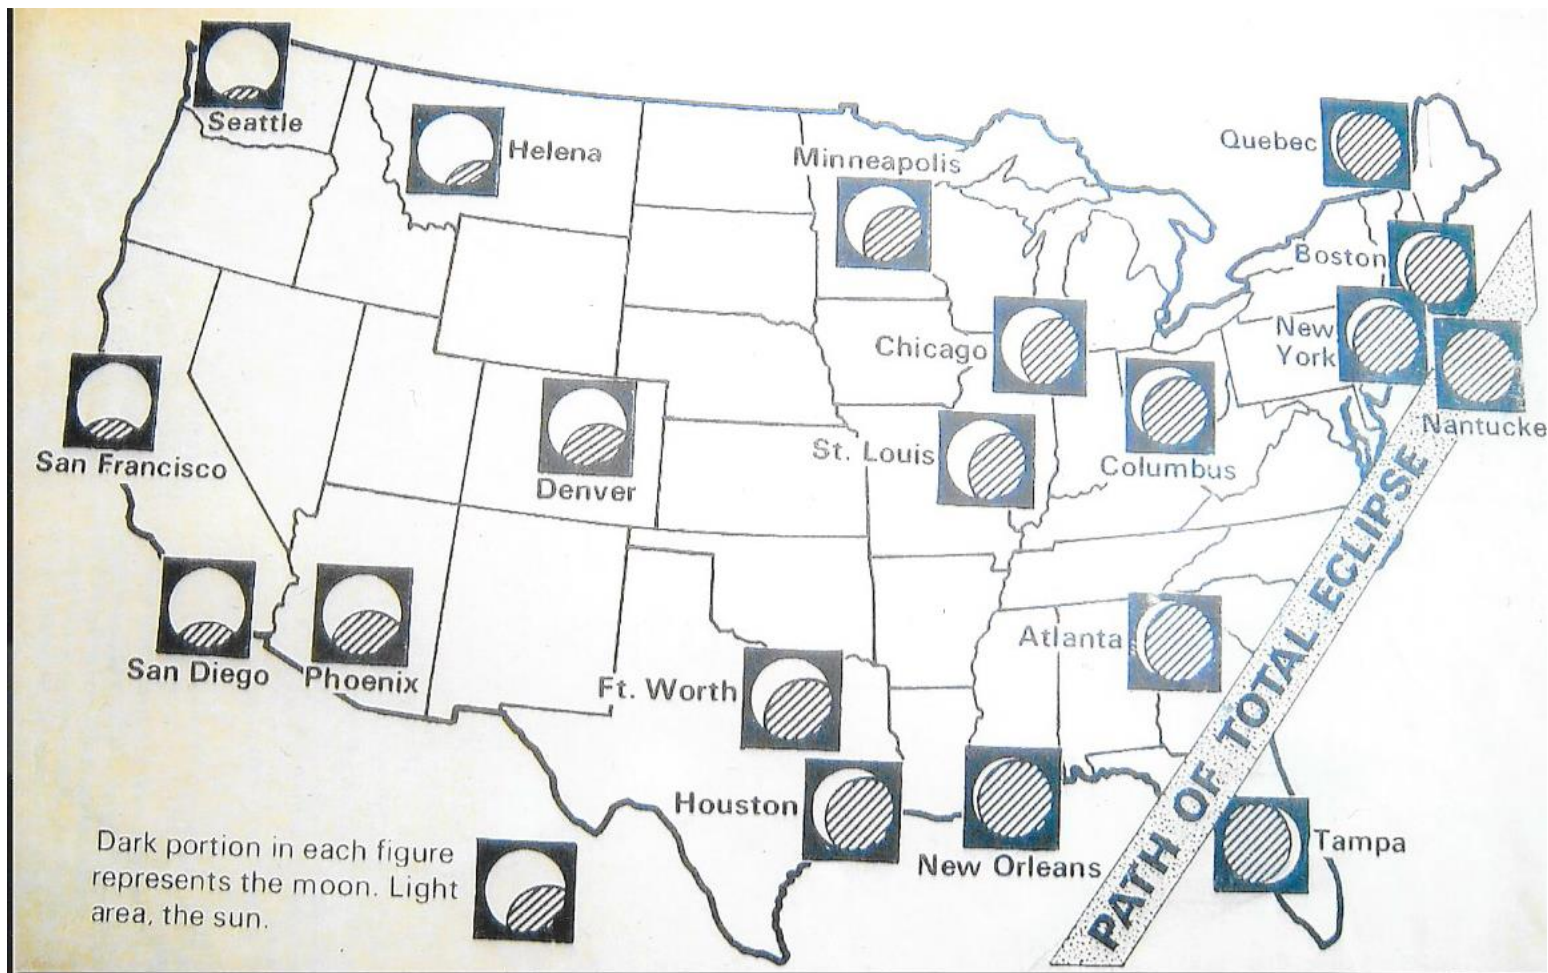 Seattle
Helena
Minneapolis
Quebec
Boston
New
York
Chicago
Nantucke
St. Louis
Columbus
San Francisco
Denver
PATH OF TOTAL ECLIPSE
Atlanta
San Diego
Phoenix
Ft. Worth
Houston
New Orleans
Tampa
Dark portion in each figure
represents the moon. Light
area, the sun.